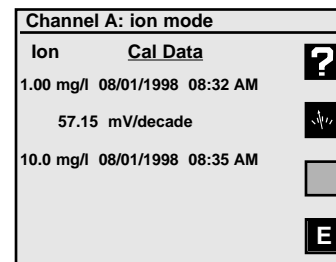 Channel A: ion mode
Ion Cal Data
1.00 mg/l 08/01/1998 08:32 AM
57.15 mV/decade
10.0 mg/l 08/01/1998 08:35 AM
?
E